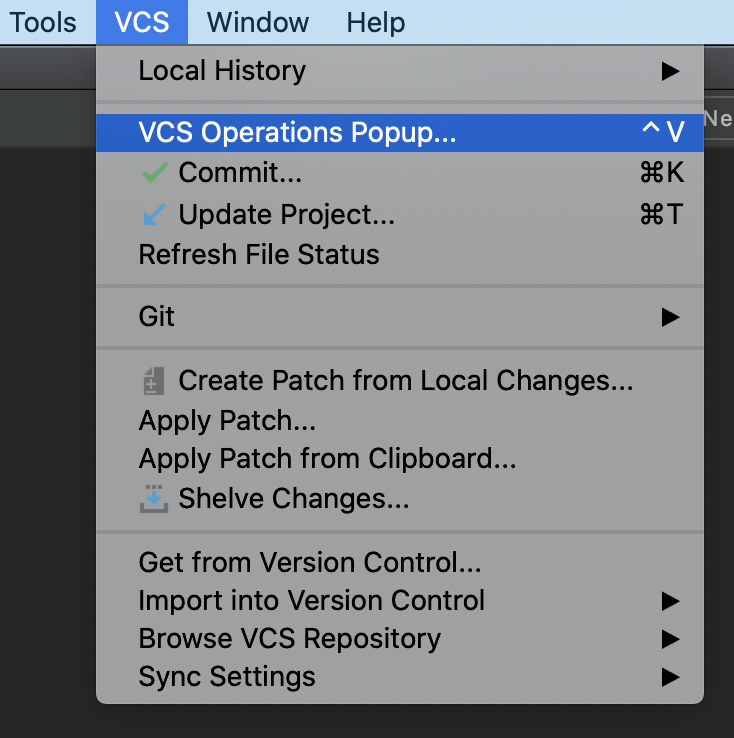 Tools VCS Window Help
Local History ▶
VCS Operations Popup... ^V
Ne
Commit... ⌘K
Update Project... ⌘T
Refresh File Status
Git ▶
Create Patch from Local Changes...
Apply Patch...
Apply Patch from Clipboard...
Shelve Changes...
Get from Version Control...
Import into Version Control ▶
Browse VCS Repository ▶
Sync Settings ▶